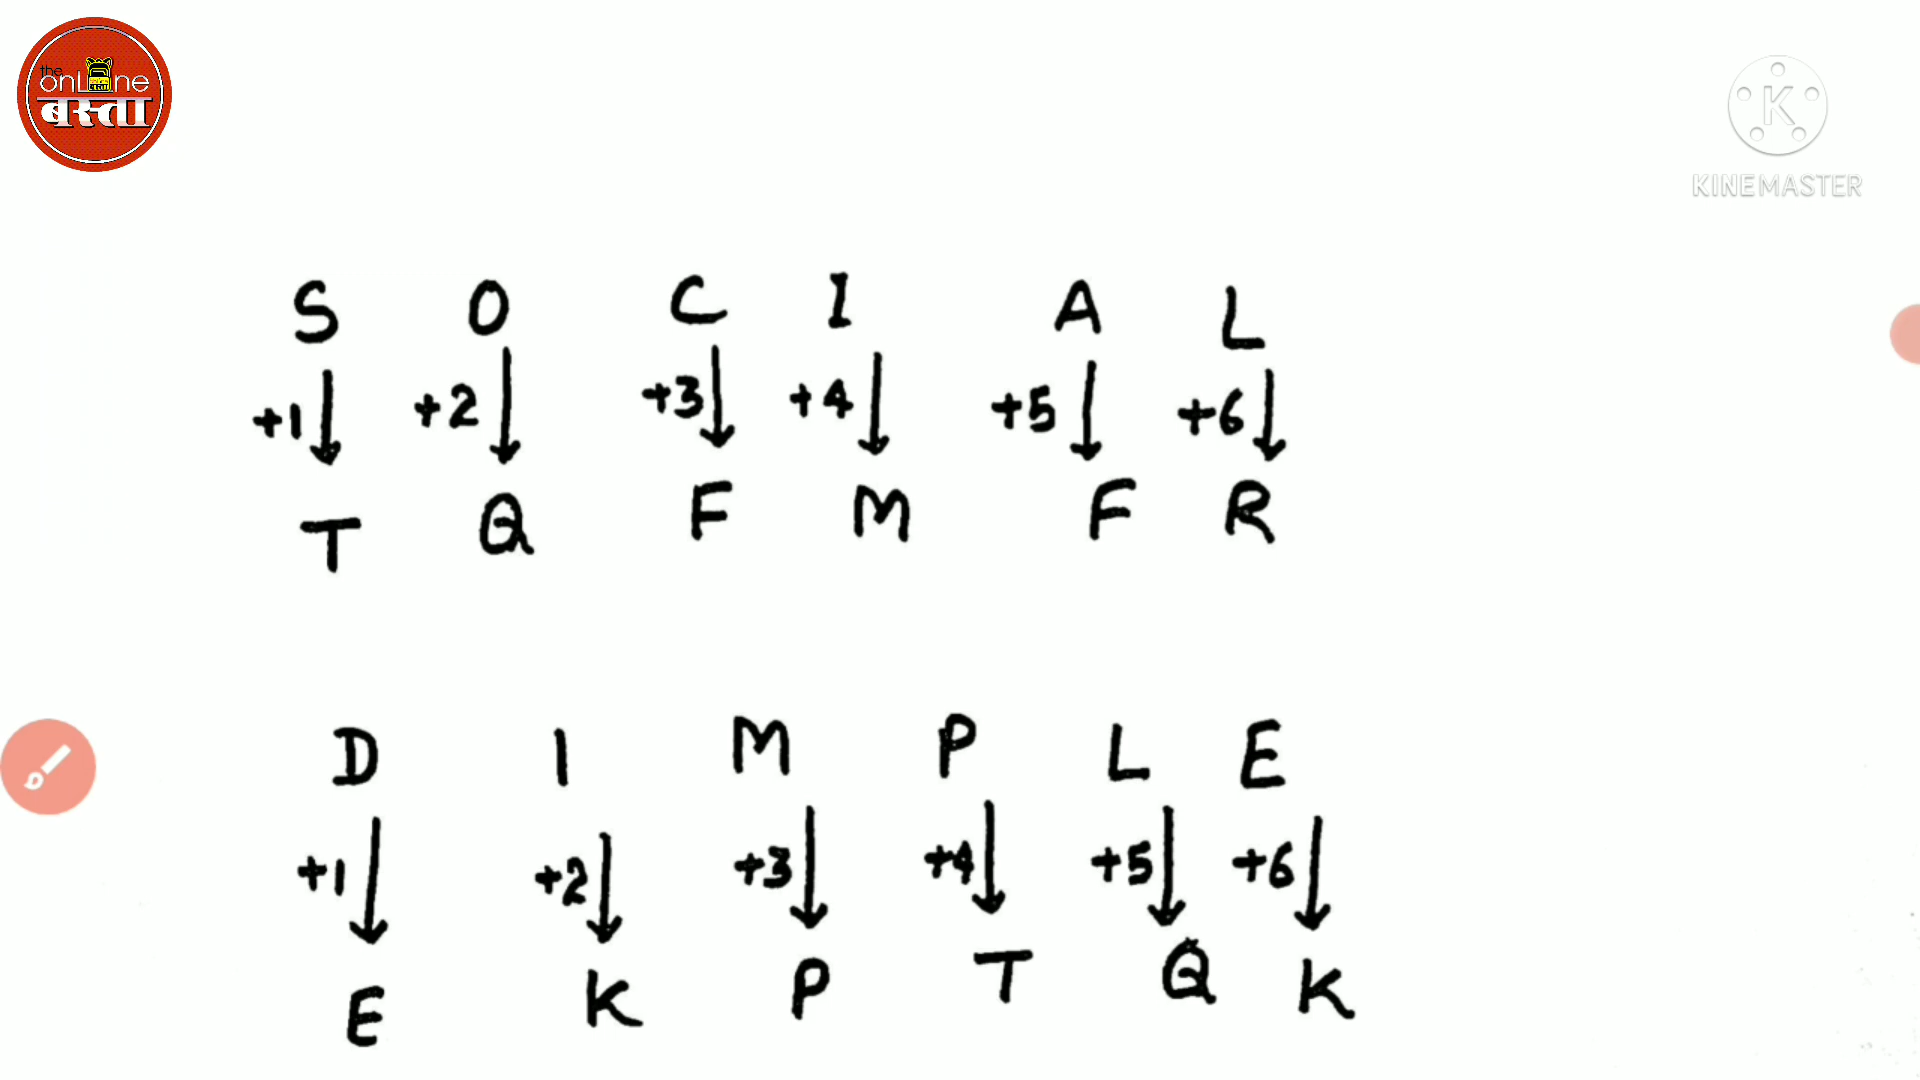 the
onLine
बस्ता
KINEMASTER
S O C I A L
+1 +2 +3 +4 +5 +6
T Q F M F R
D I M P L E
+1 +2 +3 +4 +5 +6
E K P T Q K